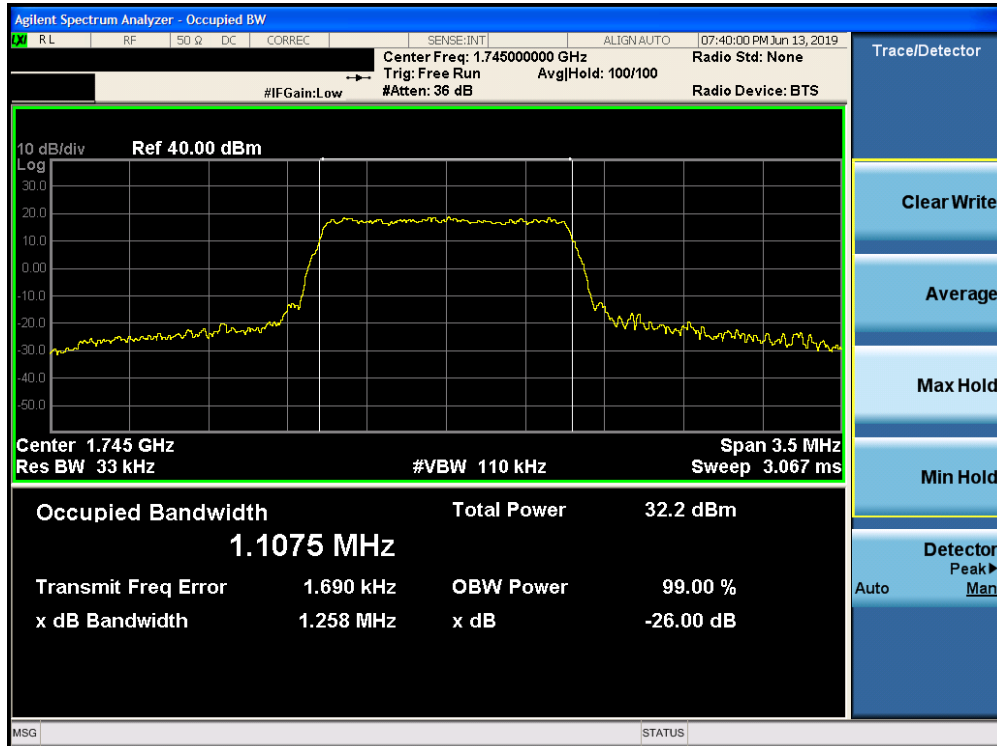 Agilent Spectrum Analyzer - Occupied BW
LXI RL RF 50 Ω DC CORREC SENSE:INT ALIGN AUTO 07:40:00 PM Jun 13, 2019
Center Freq: 1.745000000 GHz Radio Std: None
Trig: Free Run Avg|Hold: 100/100
#IFGain:Low #Atten: 36 dB Radio Device: BTS
Trace/Detector
10 dB/div Ref 40.00 dBm
Log
30.0
20.0
10.0
0.00
-10.0
-20.0
-30.0
-40.0
-50.0
Center 1.745 GHz Span 3.5 MHz
Res BW 33 kHz #VBW 110 kHz Sweep 3.067 ms
Occupied Bandwidth Total Power 32.2 dBm
1.1075 MHz
Transmit Freq Error 1.690 kHz OBW Power 99.00 %
x dB Bandwidth 1.258 MHz x dB -26.00 dB
Clear Write
Average
Max Hold
Min Hold
Detector
Peak▶
Auto Man
MSG STATUS